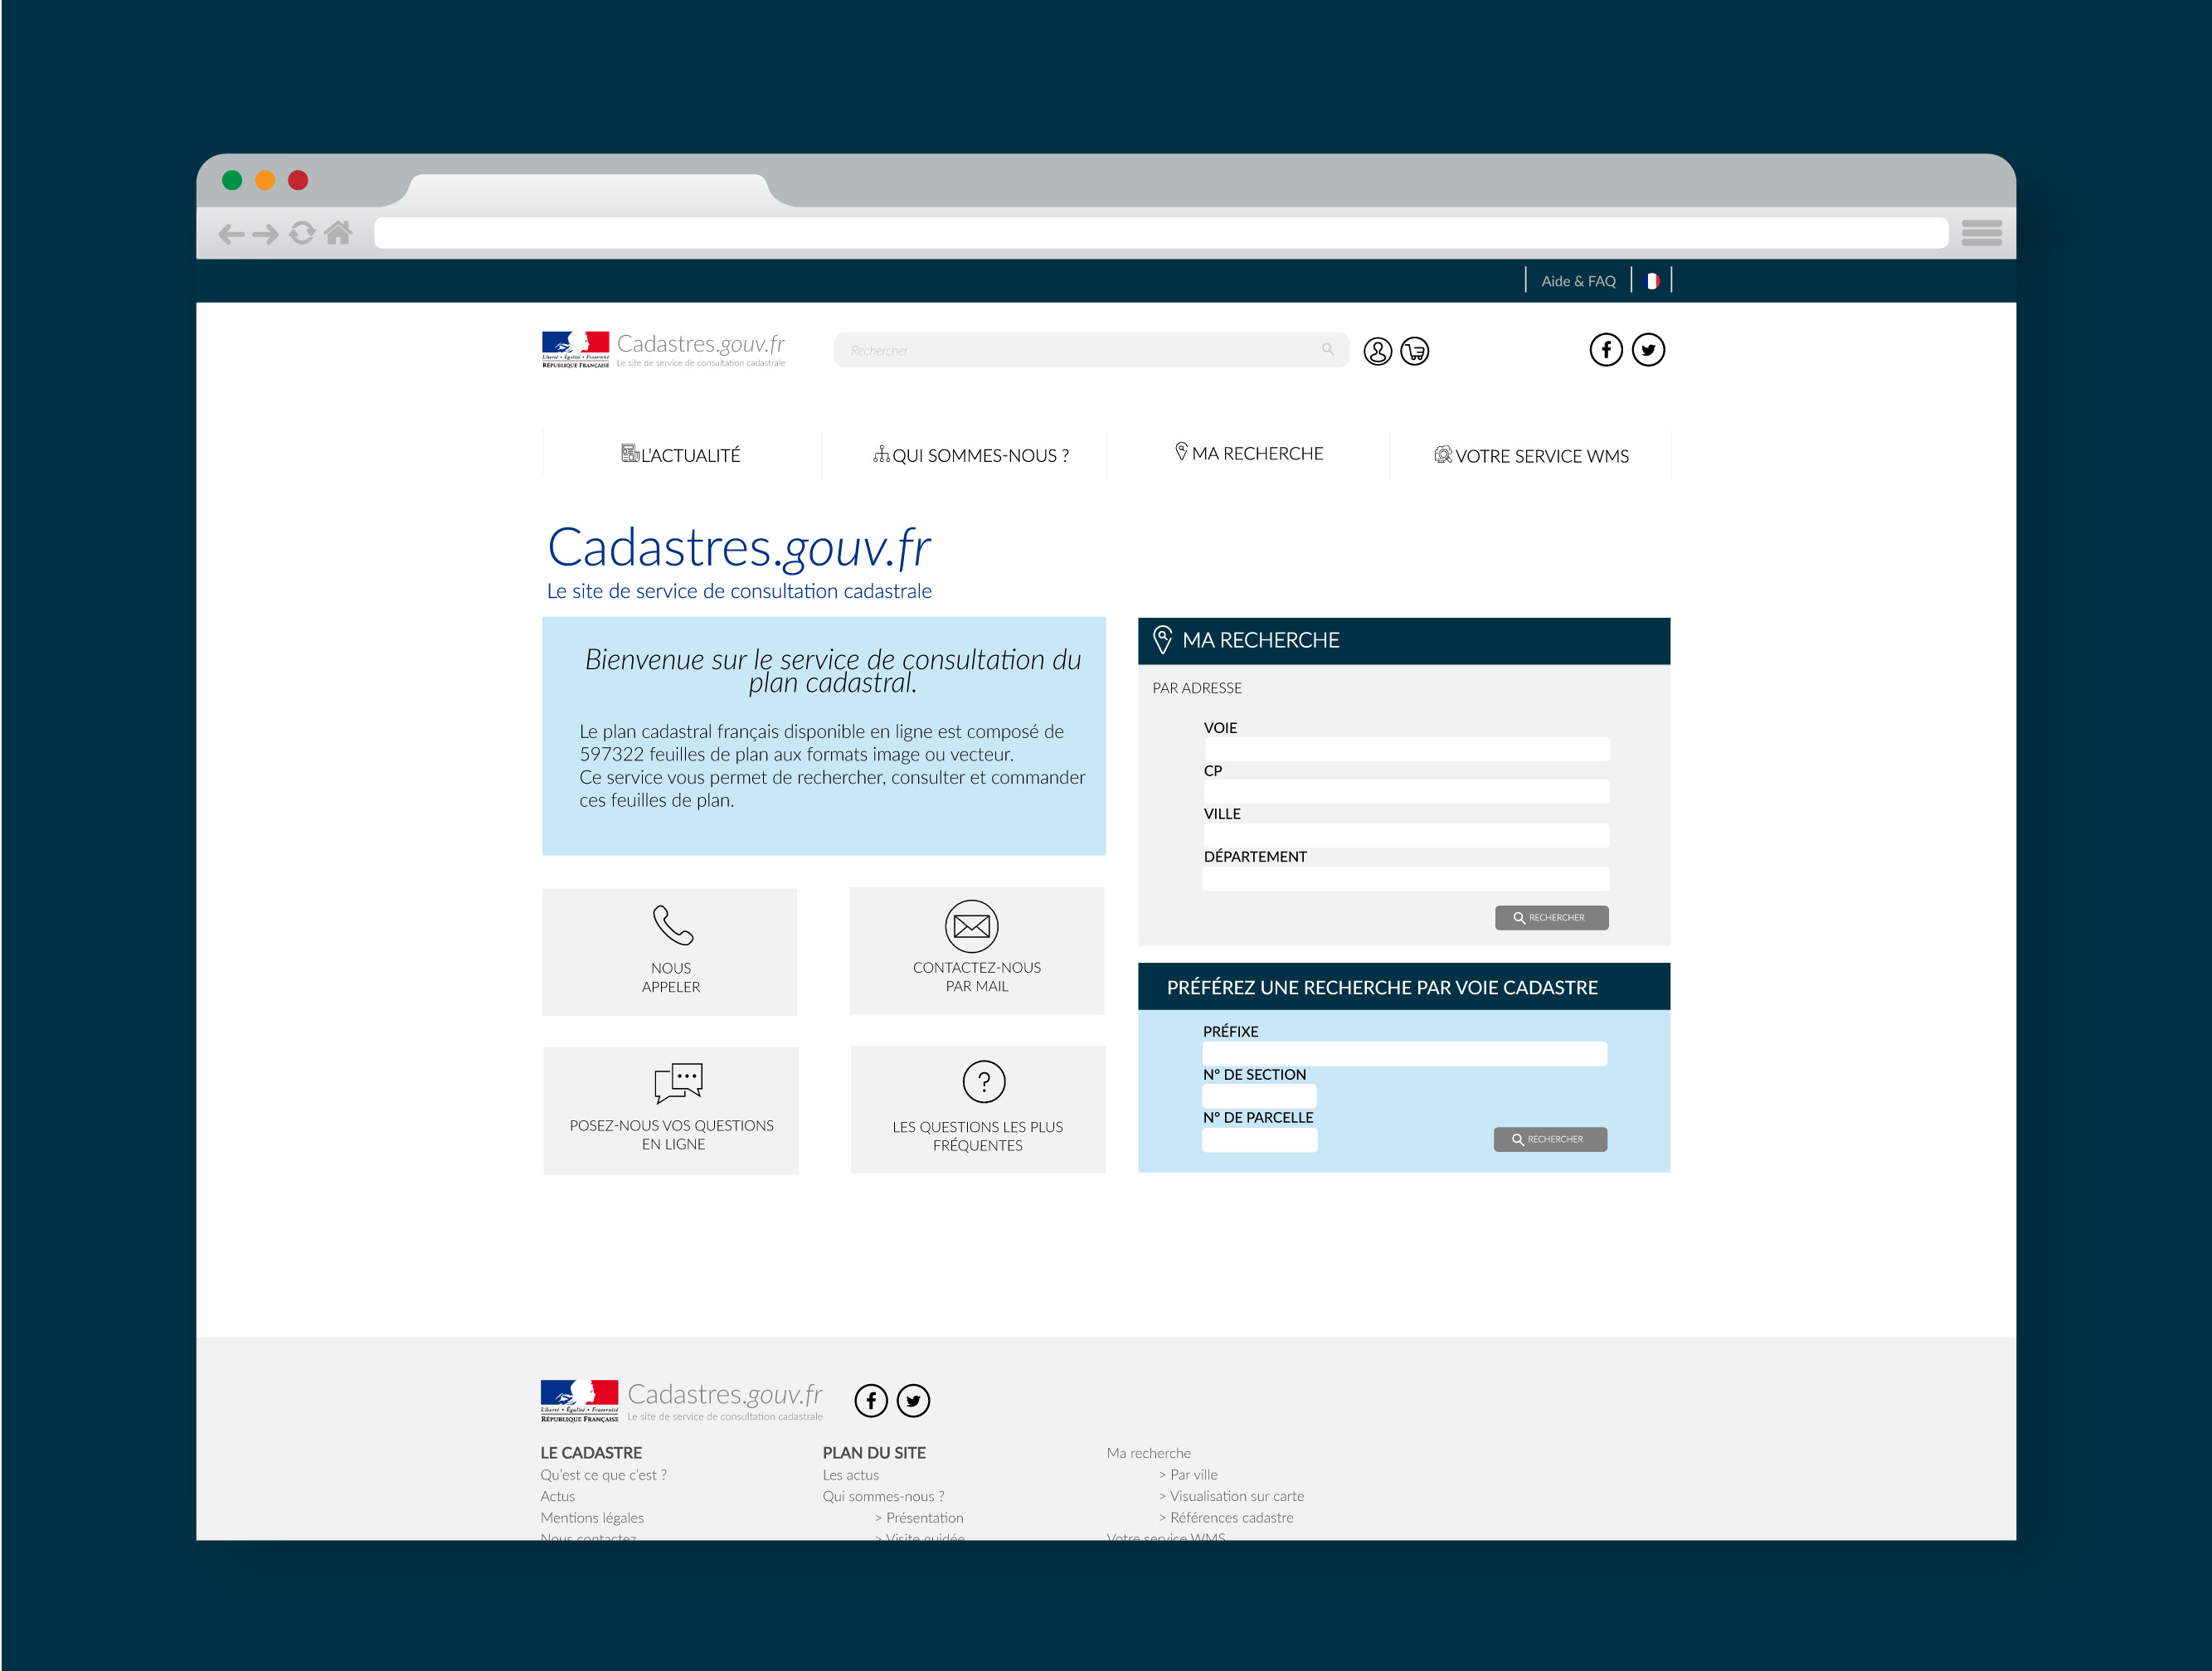 Aide & FAQ
Liberté • Égalité • Fraternité
RÉPUBLIQUE FRANÇAISE
Cadastres.gouv.fr
Le site de service de consultation cadastrale
Rechercher
L'ACTUALITÉ
QUI SOMMES-NOUS ?
MA RECHERCHE
VOTRE SERVICE WMS
Cadastres.gouv.fr
Le site de service de consultation cadastrale
Bienvenue sur le service de consultation du
plan cadastral.
Le plan cadastral français disponible en ligne est composé de
597322 feuilles de plan aux formats image ou vecteur.
Ce service vous permet de rechercher, consulter et commander
ces feuilles de plan.
NOUS
APPELER
CONTACTEZ-NOUS
PAR MAIL
POSEZ-NOUS VOS QUESTIONS
EN LIGNE
LES QUESTIONS LES PLUS
FRÉQUENTES
MA RECHERCHE
PAR ADRESSE
VOIE
CP
VILLE
DÉPARTEMENT
RECHERCHER
PRÉFÉREZ UNE RECHERCHE PAR VOIE CADASTRE
PRÉFIXE
N° DE SECTION
N° DE PARCELLE
RECHERCHER
Liberté • Égalité • Fraternité
RÉPUBLIQUE FRANÇAISE
Cadastres.gouv.fr
Le site de service de consultation cadastrale
LE CADASTRE
Qu'est ce que c'est ?
Actus
Mentions légales
Nous contactez
PLAN DU SITE
Les actus
Qui sommes-nous ?
> Présentation
> Visite guidée
Ma recherche
> Par ville
> Visualisation sur carte
> Références cadastre
Votre service WMS